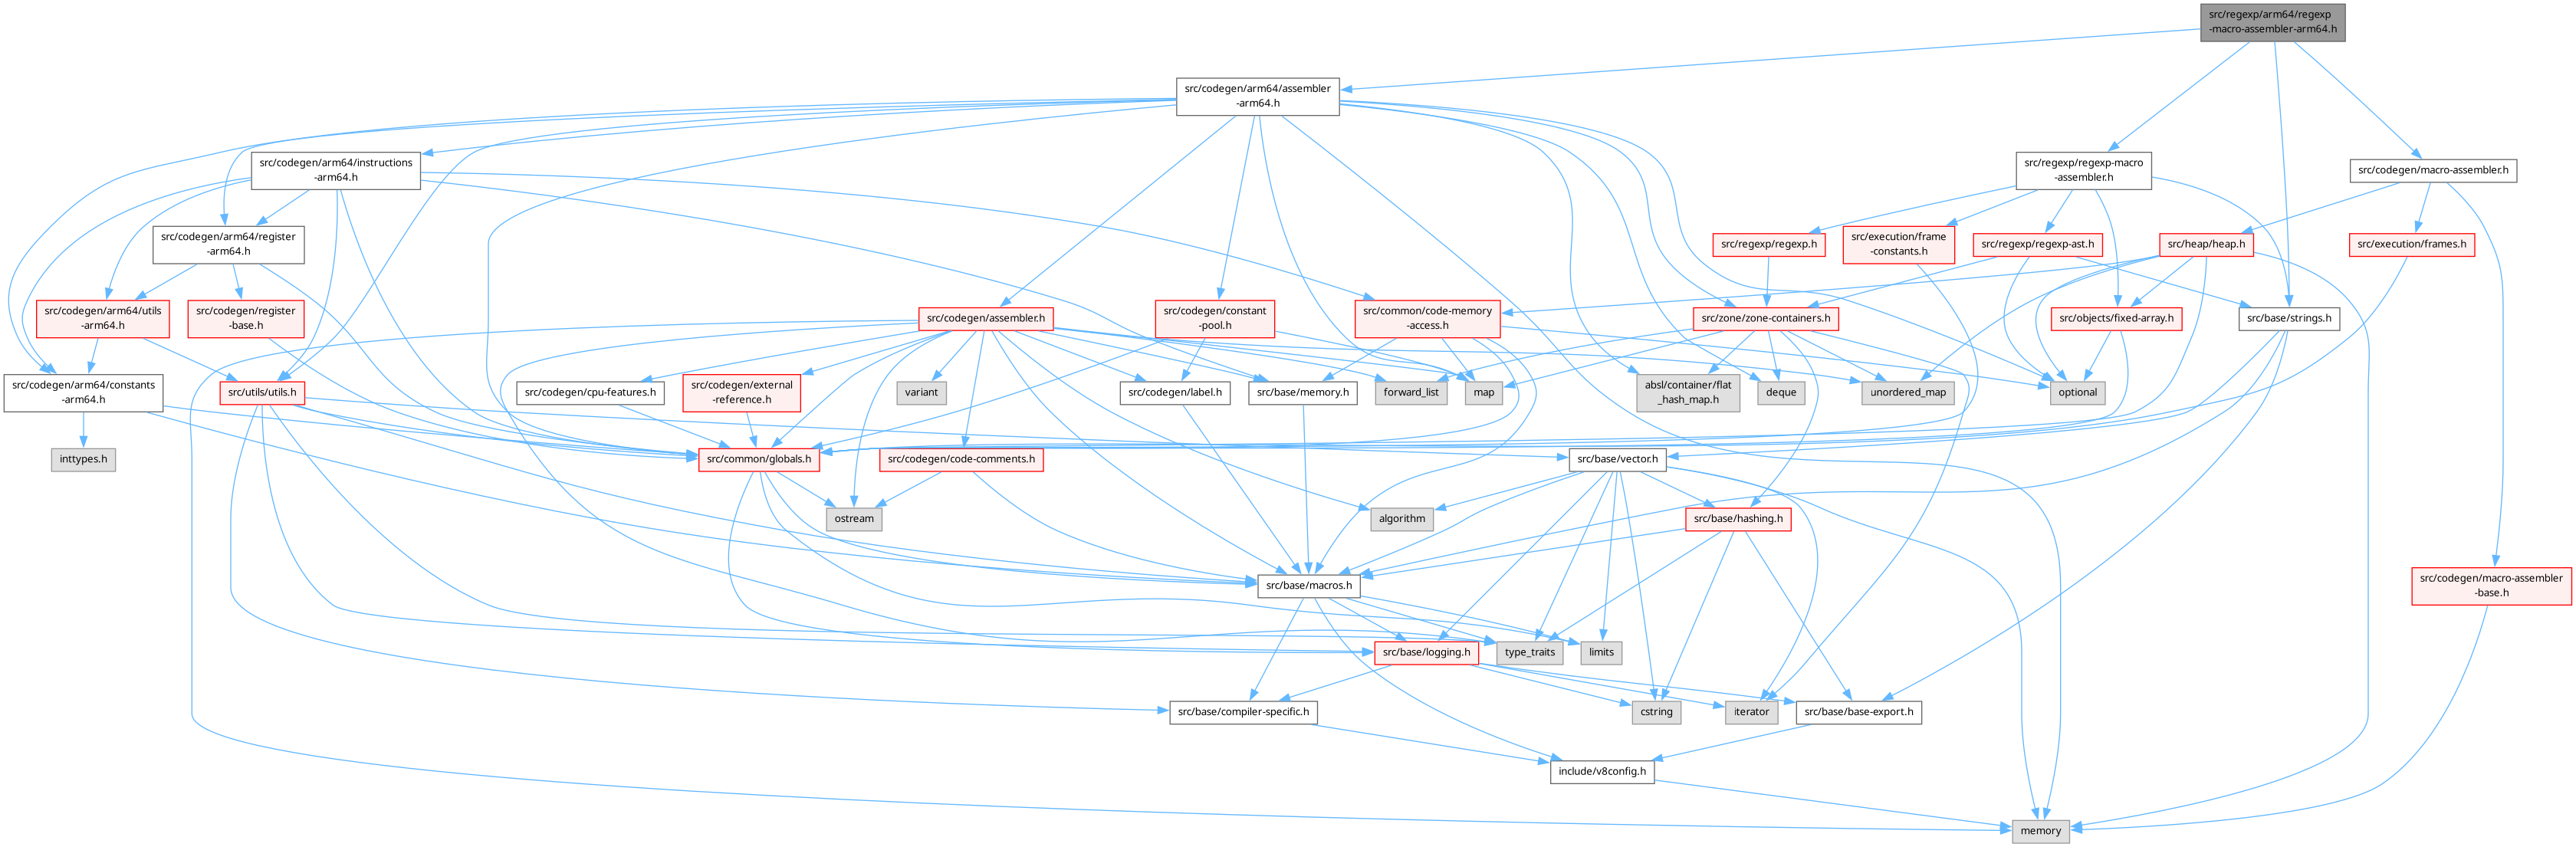 src/regexp/arm64/regexp
-macro-assembler-arm64.h
src/codegen/arm64/assembler
-arm64.h
src/codegen/arm64/instructions
-arm64.h
src/regexp/regexp-macro
-assembler.h
src/codegen/macro-assembler.h
src/codegen/arm64/register
-arm64.h
src/regexp/regexp.h
src/execution/frame
-constants.h
src/regexp/regexp-ast.h
src/heap/heap.h
src/execution/frames.h
src/codegen/arm64/utils
-arm64.h
src/codegen/register
-base.h
src/codegen/assembler.h
src/codegen/constant
-pool.h
src/common/code-memory
-access.h
src/zone/zone-containers.h
src/objects/fixed-array.h
src/base/strings.h
src/codegen/arm64/constants
-arm64.h
src/utils/utils.h
src/codegen/cpu-features.h
src/codegen/external
-reference.h
variant
src/codegen/label.h
src/base/memory.h
forward_list
map
absl/container/flat
_hash_map.h
deque
unordered_map
optional
inttypes.h
src/common/globals.h
src/codegen/code-comments.h
src/base/vector.h
ostream
algorithm
src/base/hashing.h
src/base/macros.h
src/codegen/macro-assembler
-base.h
src/base/logging.h
type_traits
limits
src/base/compiler-specific.h
cstring
iterator
src/base/base-export.h
include/v8config.h
memory